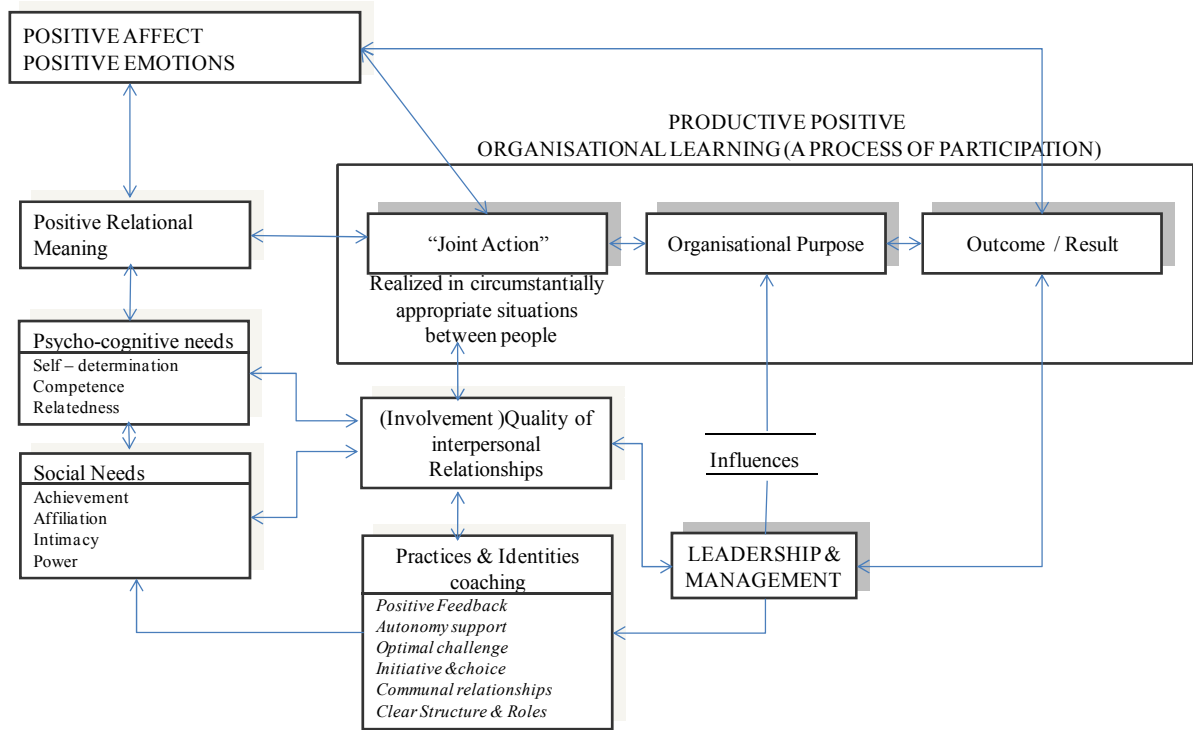 POSITIVE AFFECT
POSITIVE EMOTIONS
PRODUCTIVE POSITIVE
ORGANISATIONAL LEARNING (A PROCESS OF PARTICIPATION)
Positive Relational
Meaning
“Joint Action”
Organisational Purpose
Outcome / Result
Realized in circumstantially
appropriate situations
between people
Psycho-cognitive needs
Self – determination
Competence
Relatedness
(Involvement )Quality of
interpersonal
Relationships
Influences
Social Needs
Achievement
Affiliation
Intimacy
Power
Practices & Identities
coaching
Positive Feedback
Autonomy support
Optimal challenge
Initiative &choice
Communal relationships
Clear Structure & Roles
LEADERSHIP &
MANAGEMENT